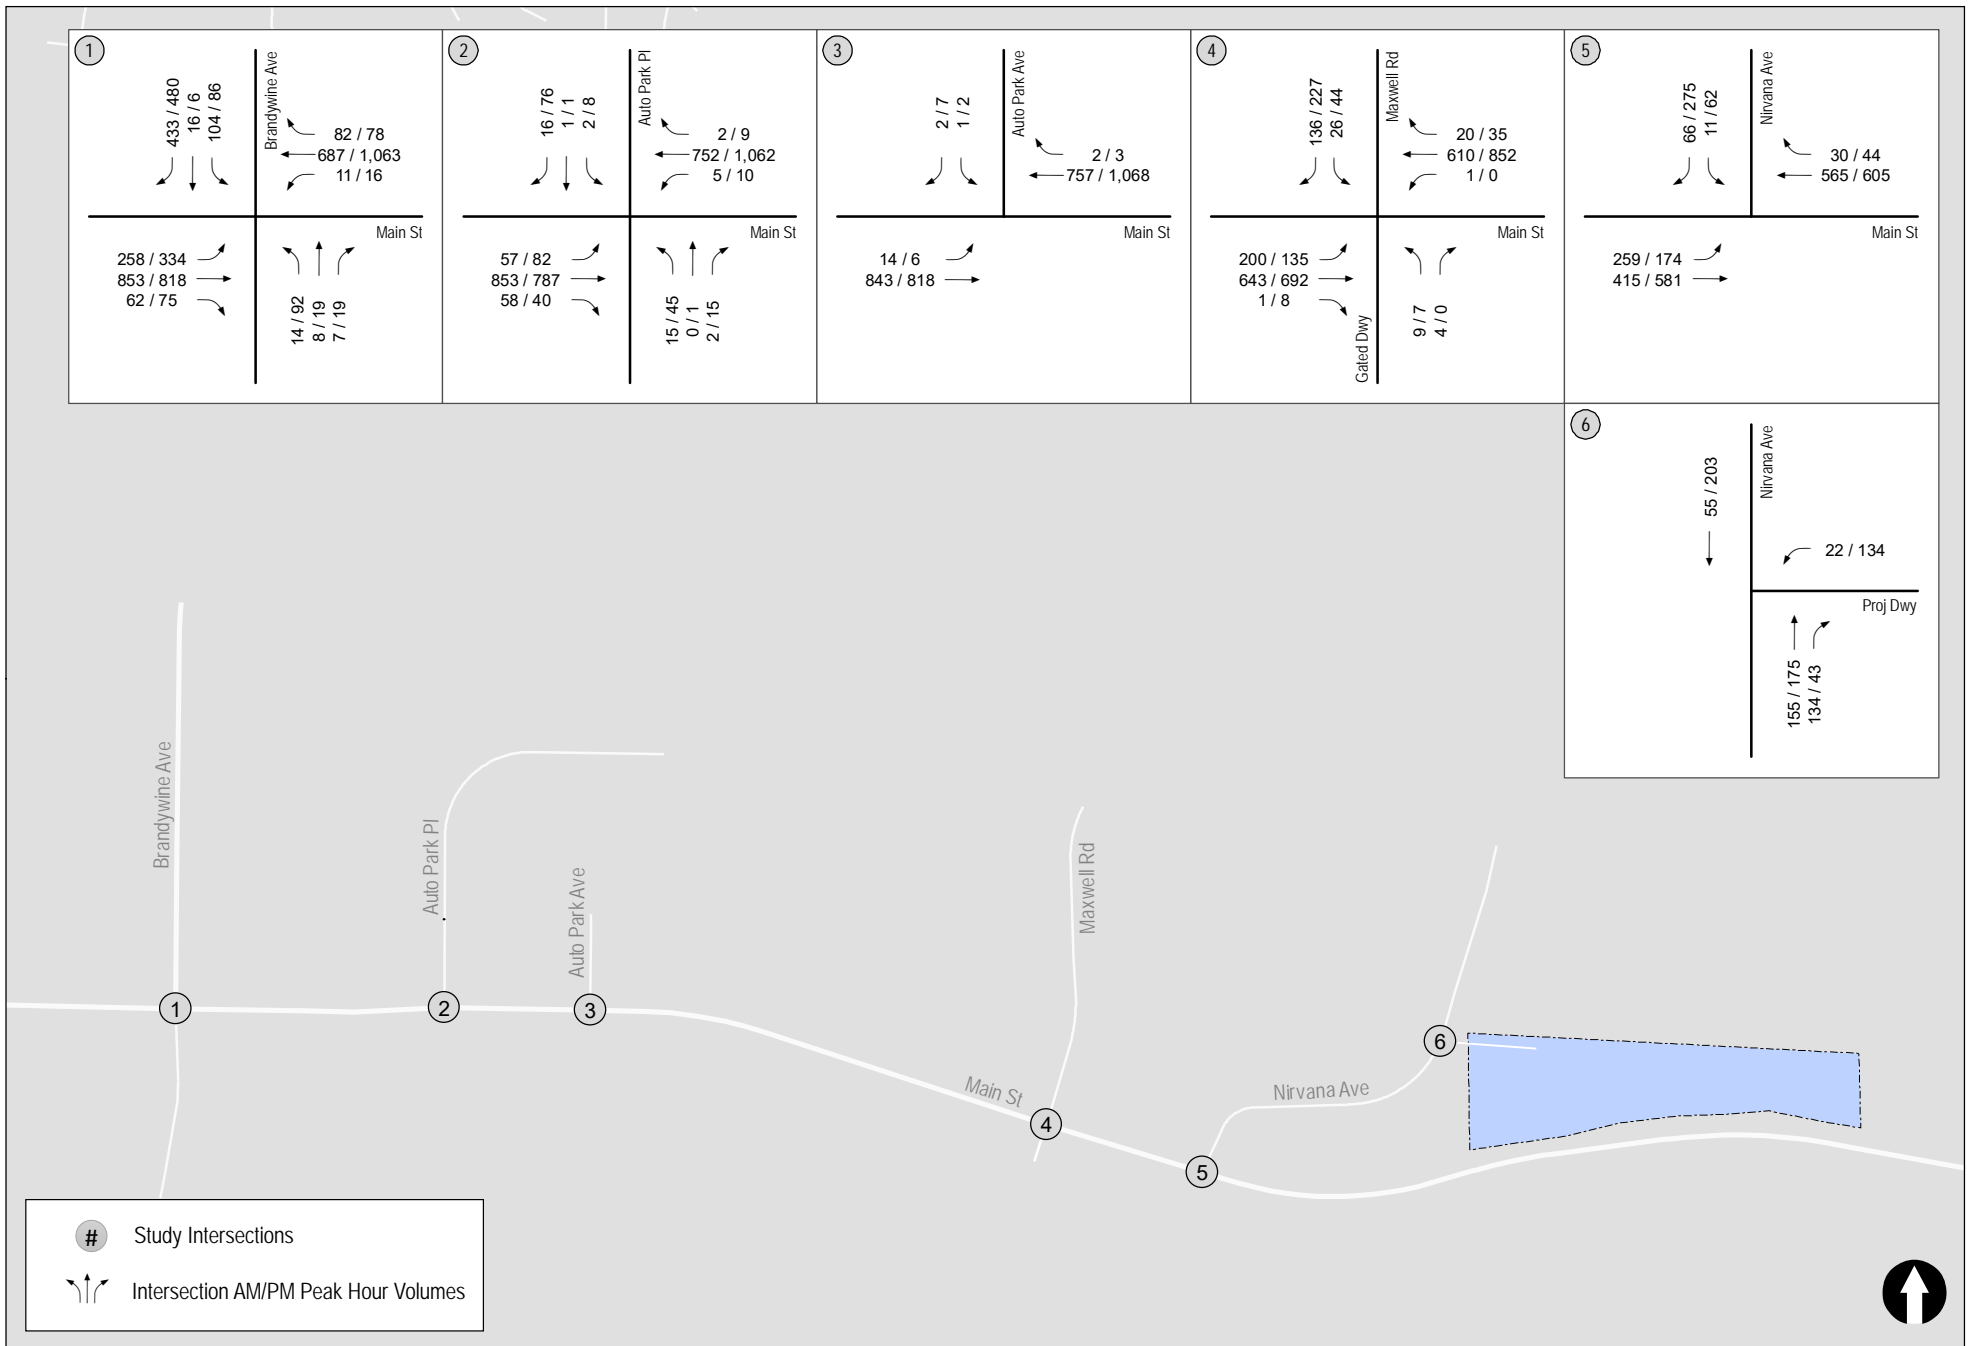 1
433 / 480
16 / 6
104 / 86
Brandywine Ave
82 / 78
687 / 1,063
11 / 16
Main St
258 / 334
853 / 818
62 / 75
14 / 92
8 / 19
7 / 19
2
16 / 76
1 / 1
2 / 8
Auto Park Pl
2 / 9
752 / 1,062
5 / 10
Main St
57 / 82
853 / 787
58 / 40
15 / 45
0 / 1
2 / 15
3
2 / 7
1 / 2
Auto Park Ave
2 / 3
757 / 1,068
Main St
14 / 6
843 / 818
4
136 / 227
26 / 44
Maxwell Rd
20 / 35
610 / 852
1 / 0
Main St
200 / 135
643 / 692
1 / 8
Gated Dwy
9 / 7
4 / 0
5
66 / 275
11 / 62
Nirvana Ave
30 / 44
565 / 605
Main St
259 / 174
415 / 581
6
55 / 203
Nirvana Ave
22 / 134
Proj Dwy
155 / 175
134 / 43
Brandywine Ave
Auto Park Pl
Auto Park Ave
Maxwell Rd
Main St
Nirvana Ave
1
2
3
4
5
6
# Study Intersections
Intersection AM/PM Peak Hour Volumes